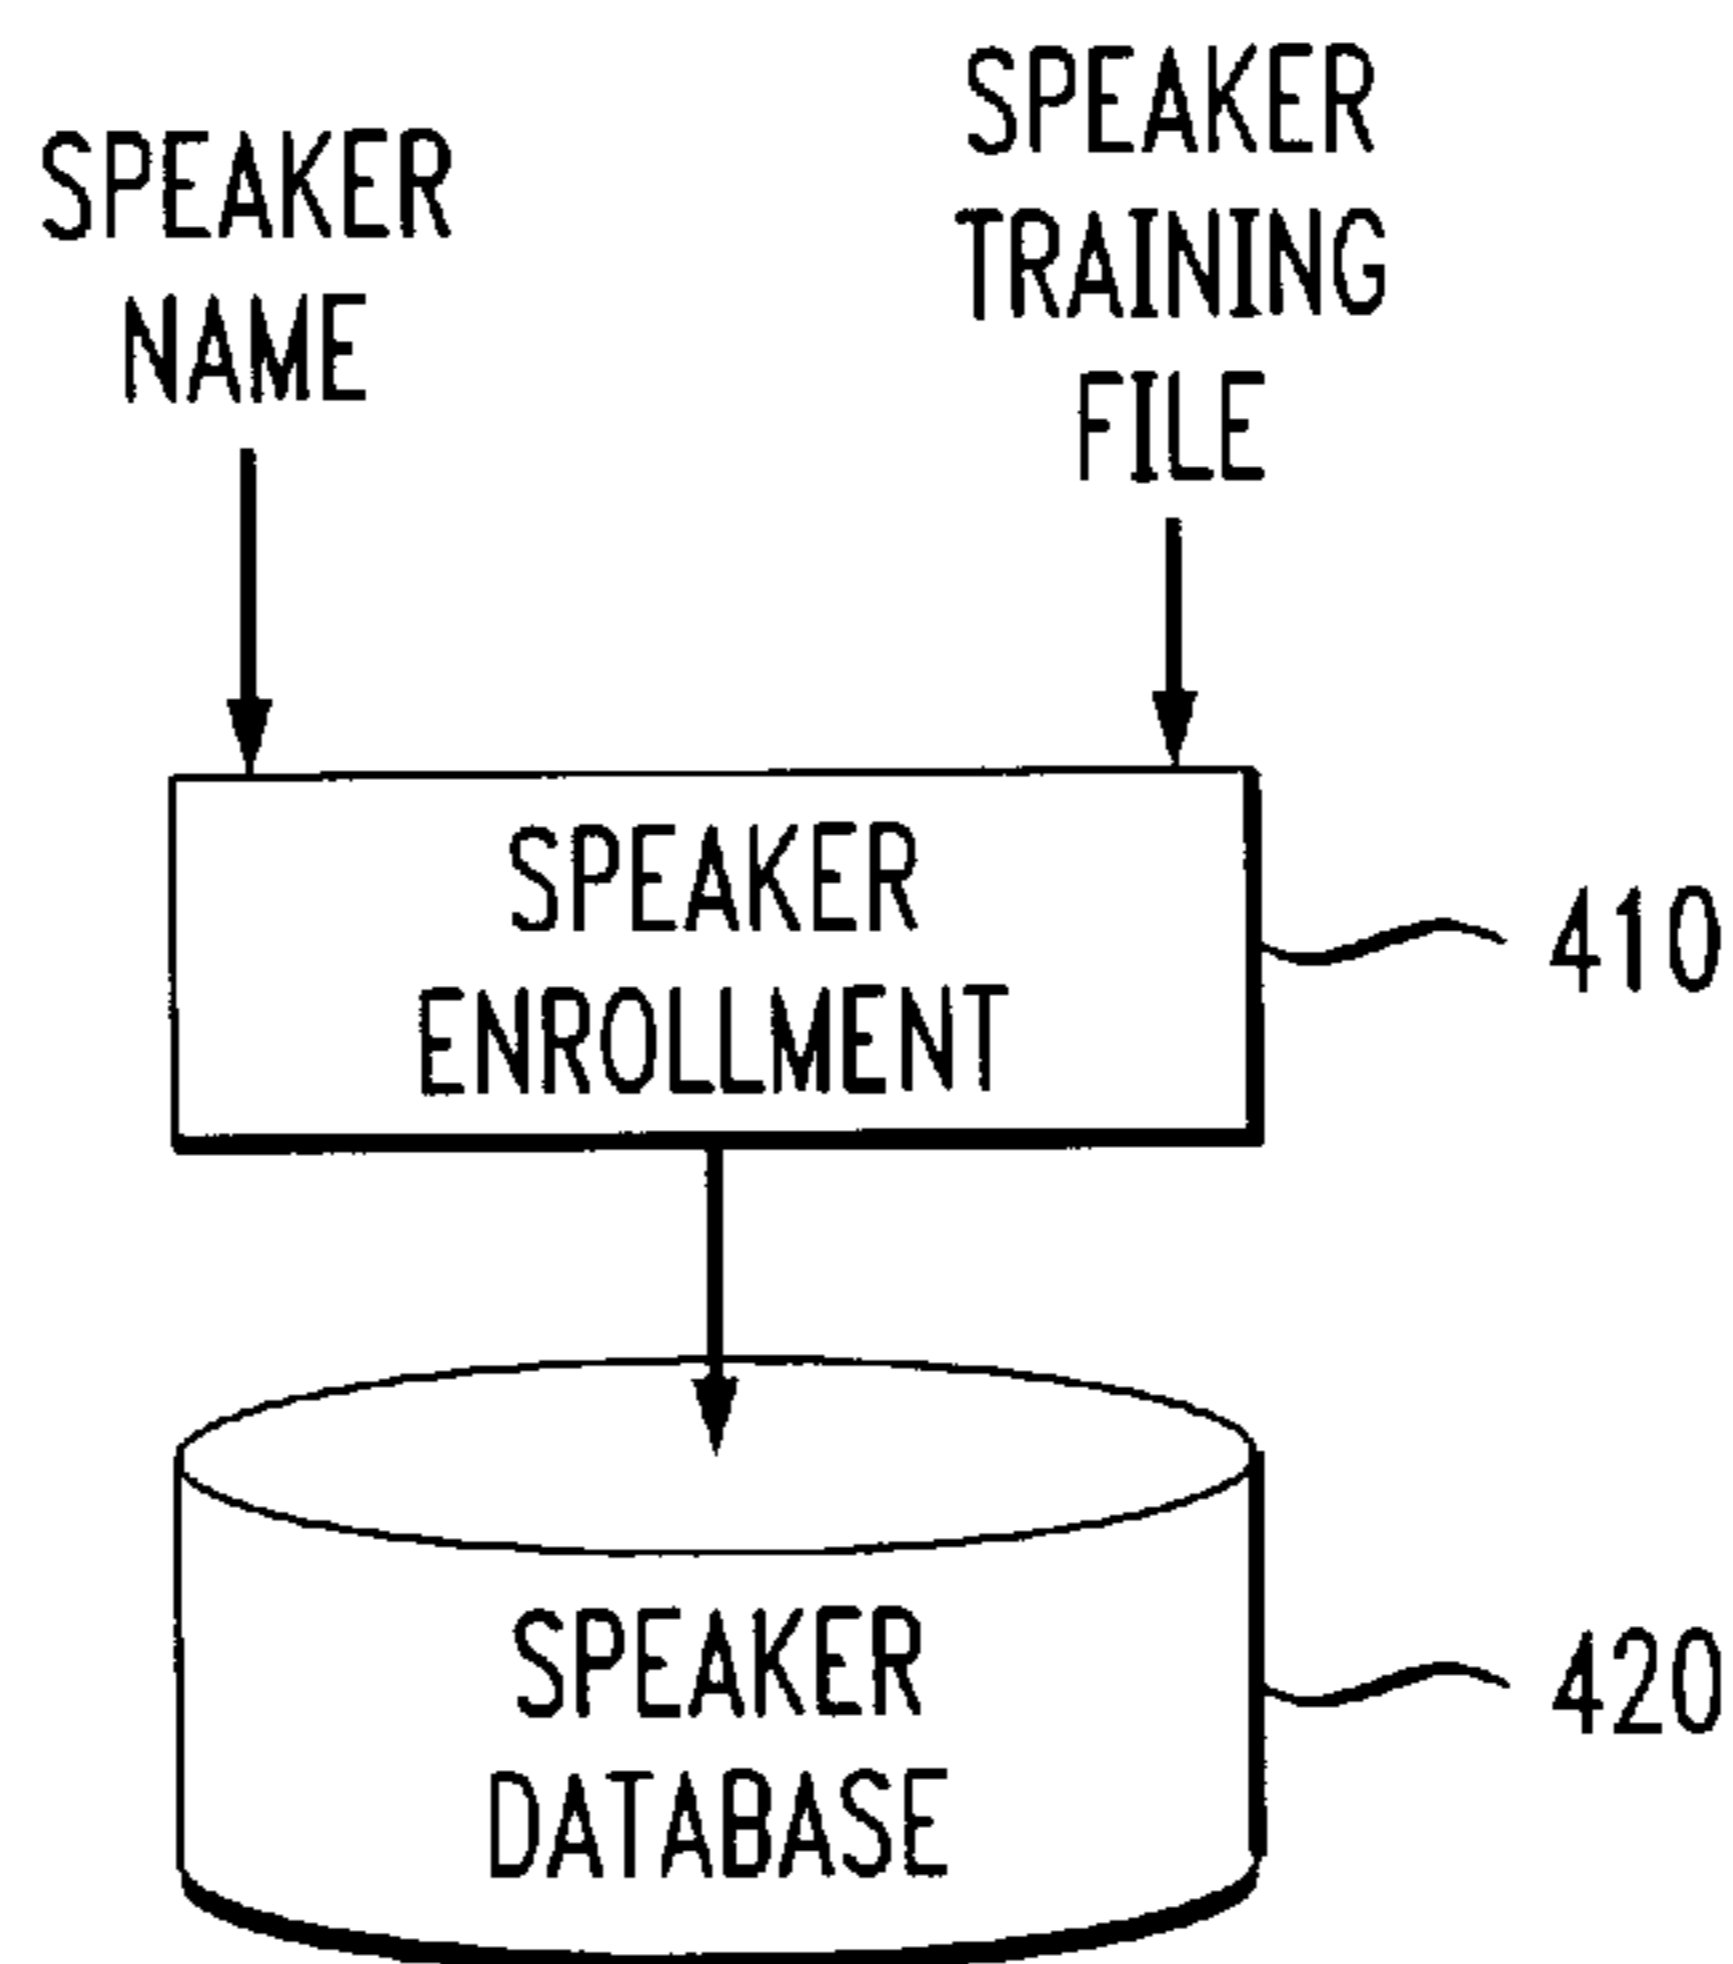 SPEAKER
NAME
SPEAKER
TRAINING
FILE
SPEAKER
ENROLLMENT
410
SPEAKER
DATABASE
420